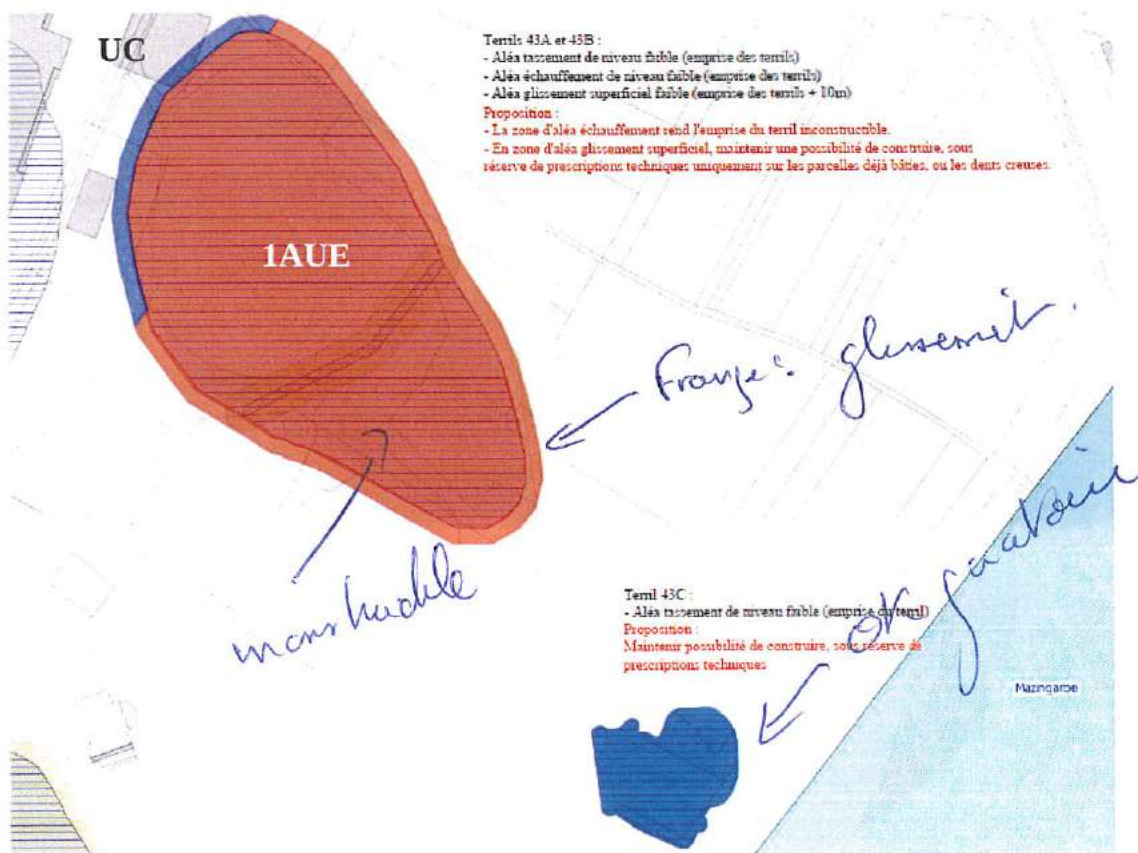 UC
Terrils 43A et 43B :
- Aléa tassement de niveau faible (emprise des terrils)
- Aléa échauffement de niveau faible (emprise des terrils)
- Aléa glissement superficiel faible (emprise des terrils + 10m)
Proposition :
- La zone d'aléa échauffement rend l'emprise du terril inconstructible.
- En zone d'aléa glissement superficiel, maintenir une possibilité de construire, sous
réserve de prescriptions techniques uniquement sur les parcelles déjà bâties, ou les dents creuses.
1AUE
Frange : glissement.
Terril 43C :
- Aléa tassement de niveau faible (emprise du terril)
Proposition :
Maintenir possibilité de construire, sous réserve de
prescriptions techniques
OK
Mazingarbe